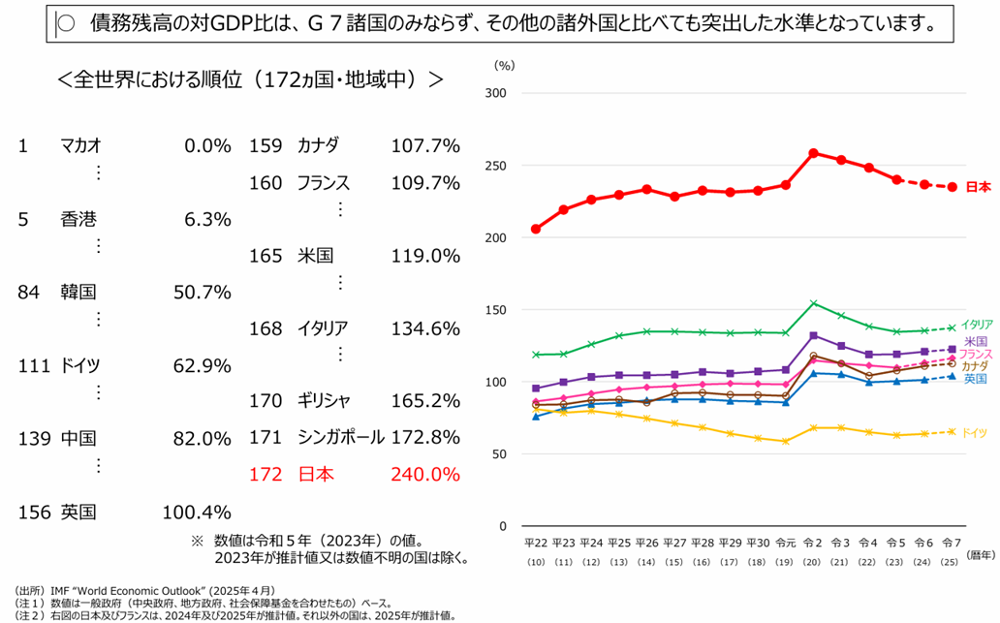 ○ 債務残高の対GDP比は、G7諸国のみならず、その他の諸外国と比べても突出した水準となっています。
＜全世界における順位（172ヵ国・地域中）＞
1 マカオ 0.0%
⋮
5 香港 6.3%
⋮
84 韓国 50.7%
⋮
111 ドイツ 62.9%
⋮
139 中国 82.0%
⋮
156 英国 100.4%
159 カナダ 107.7%
160 フランス 109.7%
⋮
165 米国 119.0%
⋮
168 イタリア 134.6%
⋮
170 ギリシャ 165.2%
171 シンガポール 172.8%
172 日本 240.0%
※ 数値は令和５年（2023年）の値。
2023年が推計値又は数値不明の国は除く。
(%)
300
250
200
150
100
50
0
日本
イタリア
米国
フランス
カナダ
英国
ドイツ
平22 平23 平24 平25 平26 平27 平28 平29 平30 令元 令2 令3 令4 令5 令6 令7
(10) (11) (12) (13) (14) (15) (16) (17) (18) (19) (20) (21) (22) (23) (24) (25)
(暦年)
（出所）IMF “World Economic Outlook” (2025年４月)
（注１）数値は一般政府（中央政府、地方政府、社会保障基金を合わせたもの）ベース。
（注２）右図の日本及びフランスは、2024年及び2025年が推計値。それ以外の国は、2025年が推計値。